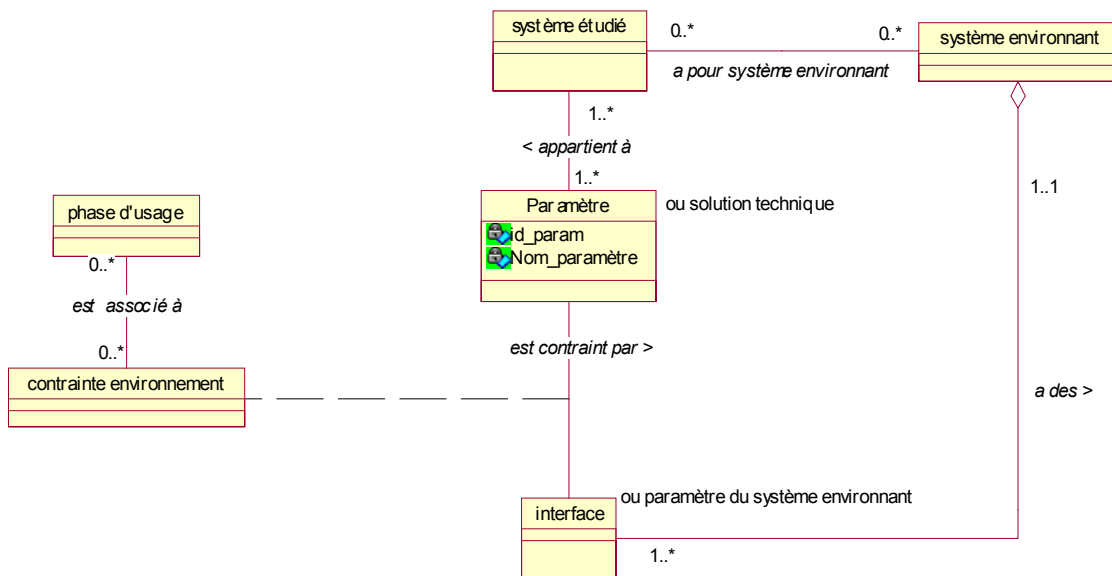 système étudié
0..*
0..*
système environnant
a pour système environnant
1..*
< appartient à
1..*
1..1
Paramètre
ou solution technique
id_param
Nom_paramètre
phase d'usage
0..*
est associé à
0..*
est contraint par >
contrainte environnement
a des >
ou paramètre du système environnant
interface
1..*